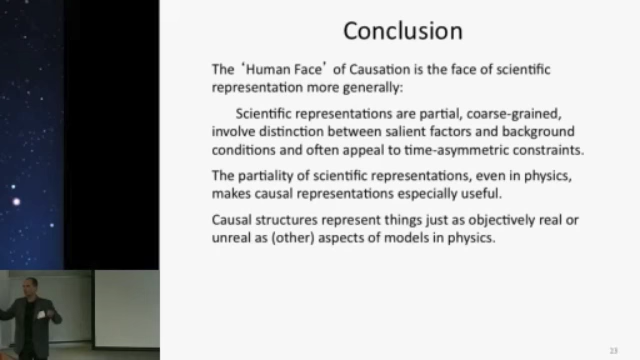 Conclusion
The 'Human Face' of Causation is the face of scientific
representation more generally:
Scientific representations are partial, coarse-grained,
involve distinction between salient factors and background
conditions and often appeal to time-asymmetric constraints.
The partiality of scientific representations, even in physics,
makes causal representations especially useful.
Causal structures represent things just as objectively real or
unreal as (other) aspects of models in physics.